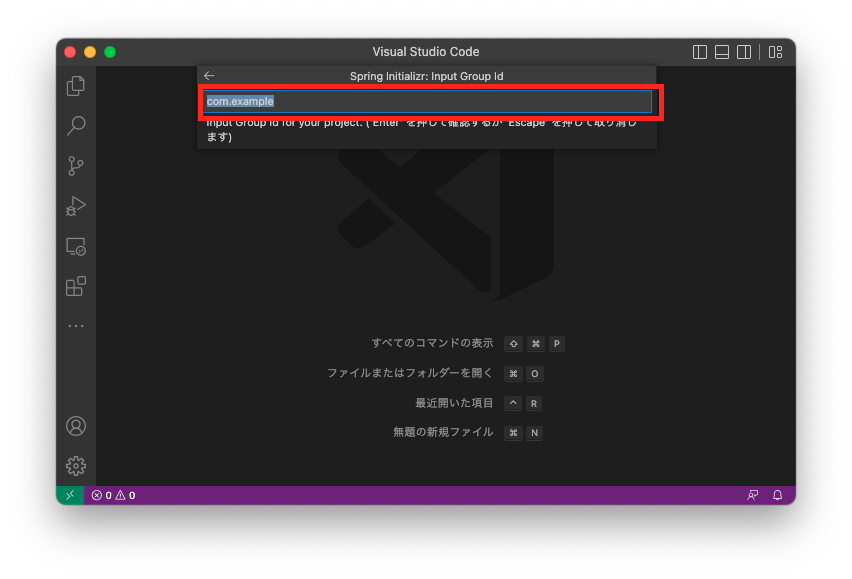 Visual Studio Code
Spring Initializr: Input Group Id
com.example
Input Group Id for your project. ('Enter' を押して確認するか 'Escape' を押して取り消し
ます)
すべてのコマンドの表示 ⇧ ⌘ P
ファイルまたはフォルダーを開く ⌘ O
最近開いた項目 ^ R
無題の新規ファイル ⌘ N
0 0